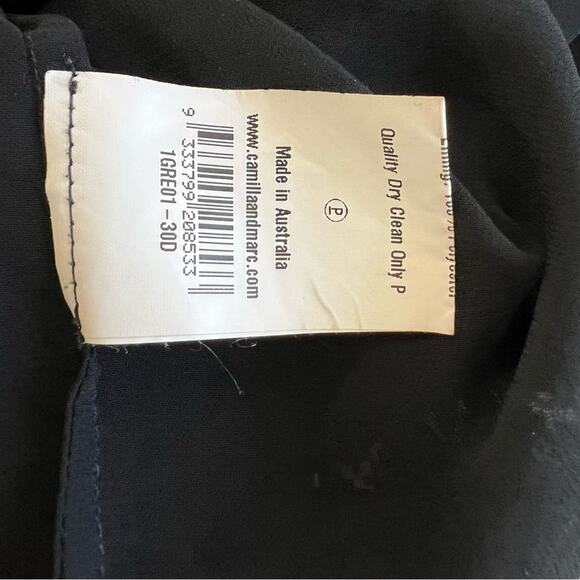 Quality Dry Clean Only P
P
Made in Australia
www.camillaandmarc.com
9 333799 208533
1GRE01-30D